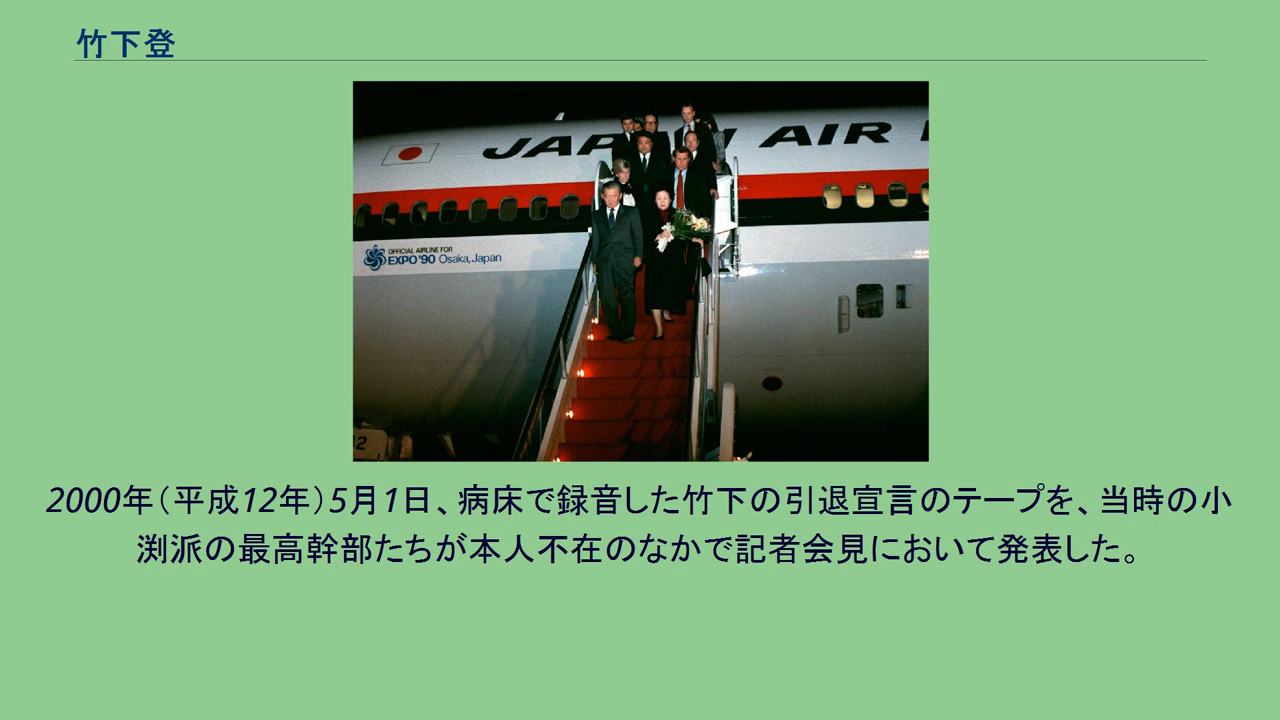 竹下登
JAPAN AIR
OFFICIAL AIRLINE FOR
EXPO '90 Osaka, Japan
2000年（平成12年）5月1日、病床で録音した竹下の引退宣言のテープを、当時の小
渕派の最高幹部たちが本人不在のなかで記者会見において発表した。